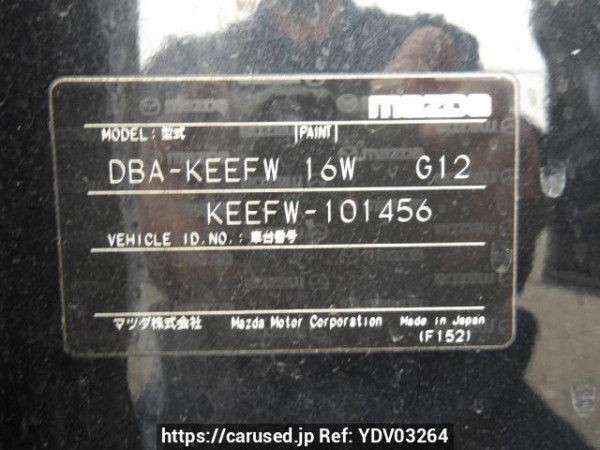 mazda
MODEL: 型式 PAINT
DBA-KEEFW 16W G12
KEEFW-101456
VEHICLE ID.NO.: 車台番号
マツダ株式会社 Mazda Motor Corporation Made in Japan
(F152)
https://carused.jp Ref: YDV03264